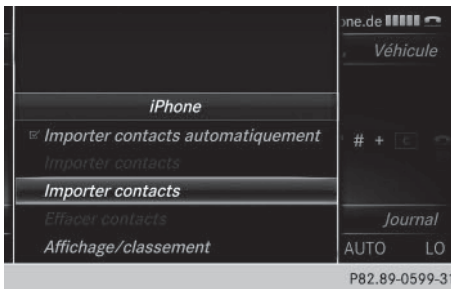 one.de
Véhicule
iPhone
Importer contacts automatiquement
# + c
Importer contacts
Importer contacts
Effacer contacts
Journal
Affichage/classement
AUTO LO
P82.89-0599-31